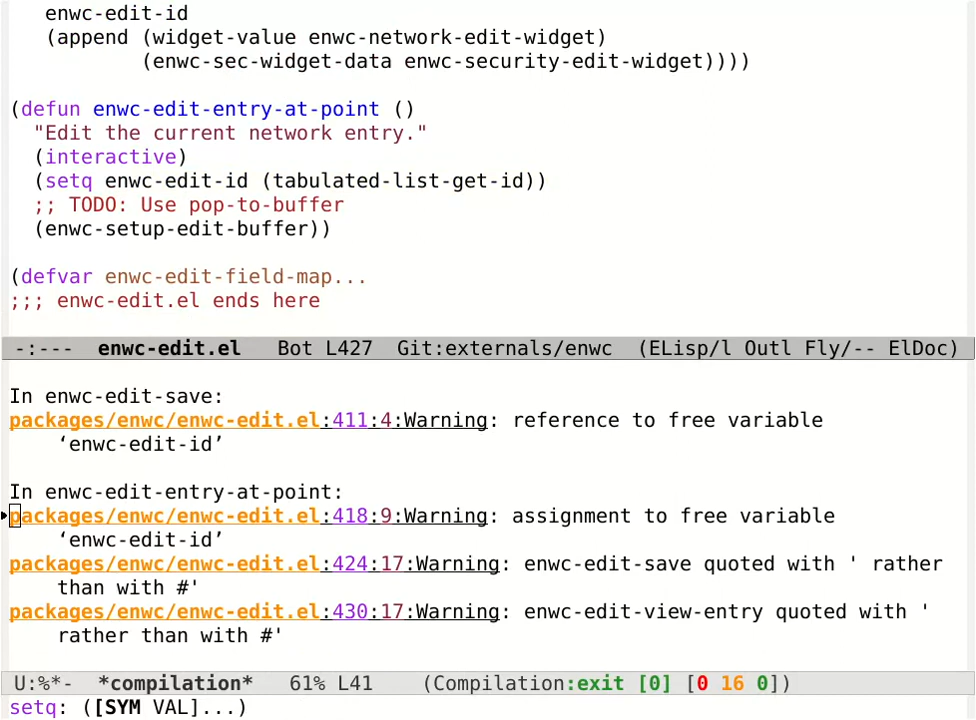 enwc-edit-id
(append (widget-value enwc-network-edit-widget)
(enwc-sec-widget-data enwc-security-edit-widget))))
(defun enwc-edit-entry-at-point ()
"Edit the current network entry."
(interactive)
(setq enwc-edit-id (tabulated-list-get-id))
;; TODO: Use pop-to-buffer
(enwc-setup-edit-buffer))
(defvar enwc-edit-field-map...
;;; enwc-edit.el ends here
-:--- enwc-edit.el Bot L427 Git:externals/enwc (ELisp/l Outl Fly/-- ElDoc)
In enwc-edit-save:
packages/enwc/enwc-edit.el:411:4:Warning: reference to free variable
‘enwc-edit-id’
In enwc-edit-entry-at-point:
packages/enwc/enwc-edit.el:418:9:Warning: assignment to free variable
‘enwc-edit-id’
packages/enwc/enwc-edit.el:424:17:Warning: enwc-edit-save quoted with ' rather
than with #'
packages/enwc/enwc-edit.el:430:17:Warning: enwc-edit-view-entry quoted with '
rather than with #'
U:%*- *compilation* 61% L41 (Compilation:exit [0] [0 16 0])
setq: ([SYM VAL]...)